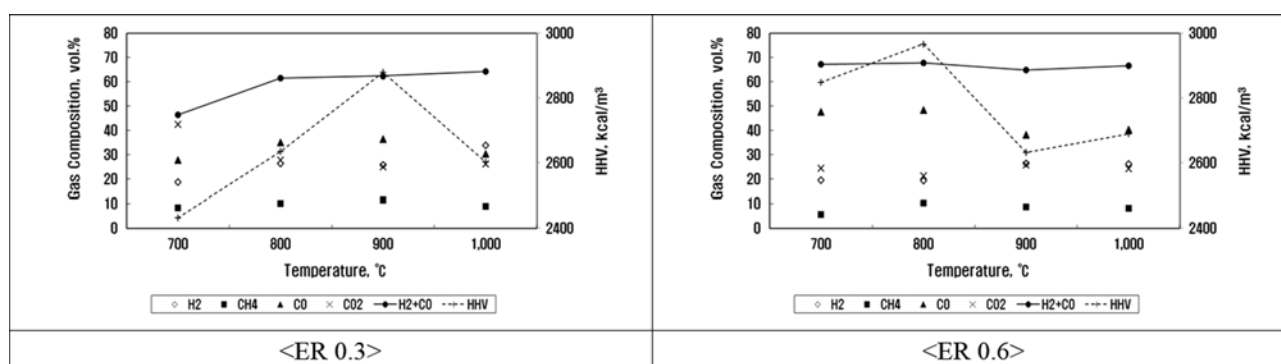 80
70
60
50
40
30
20
10
0
Gas Composition, vol.%
3000
2800
2600
2400
HHV, kcal/m³
700 800 900 1,000
Temperature, ℃
H2 CH4 CO CO2 H2+CO HHV
<ER 0.3>
80
70
60
50
40
30
20
10
0
Gas Composition, vol.%
3000
2800
2600
2400
HHV, kcal/m³
700 800 900 1,000
Temperature, ℃
H2 CH4 CO CO2 H2+CO HHV
<ER 0.6>